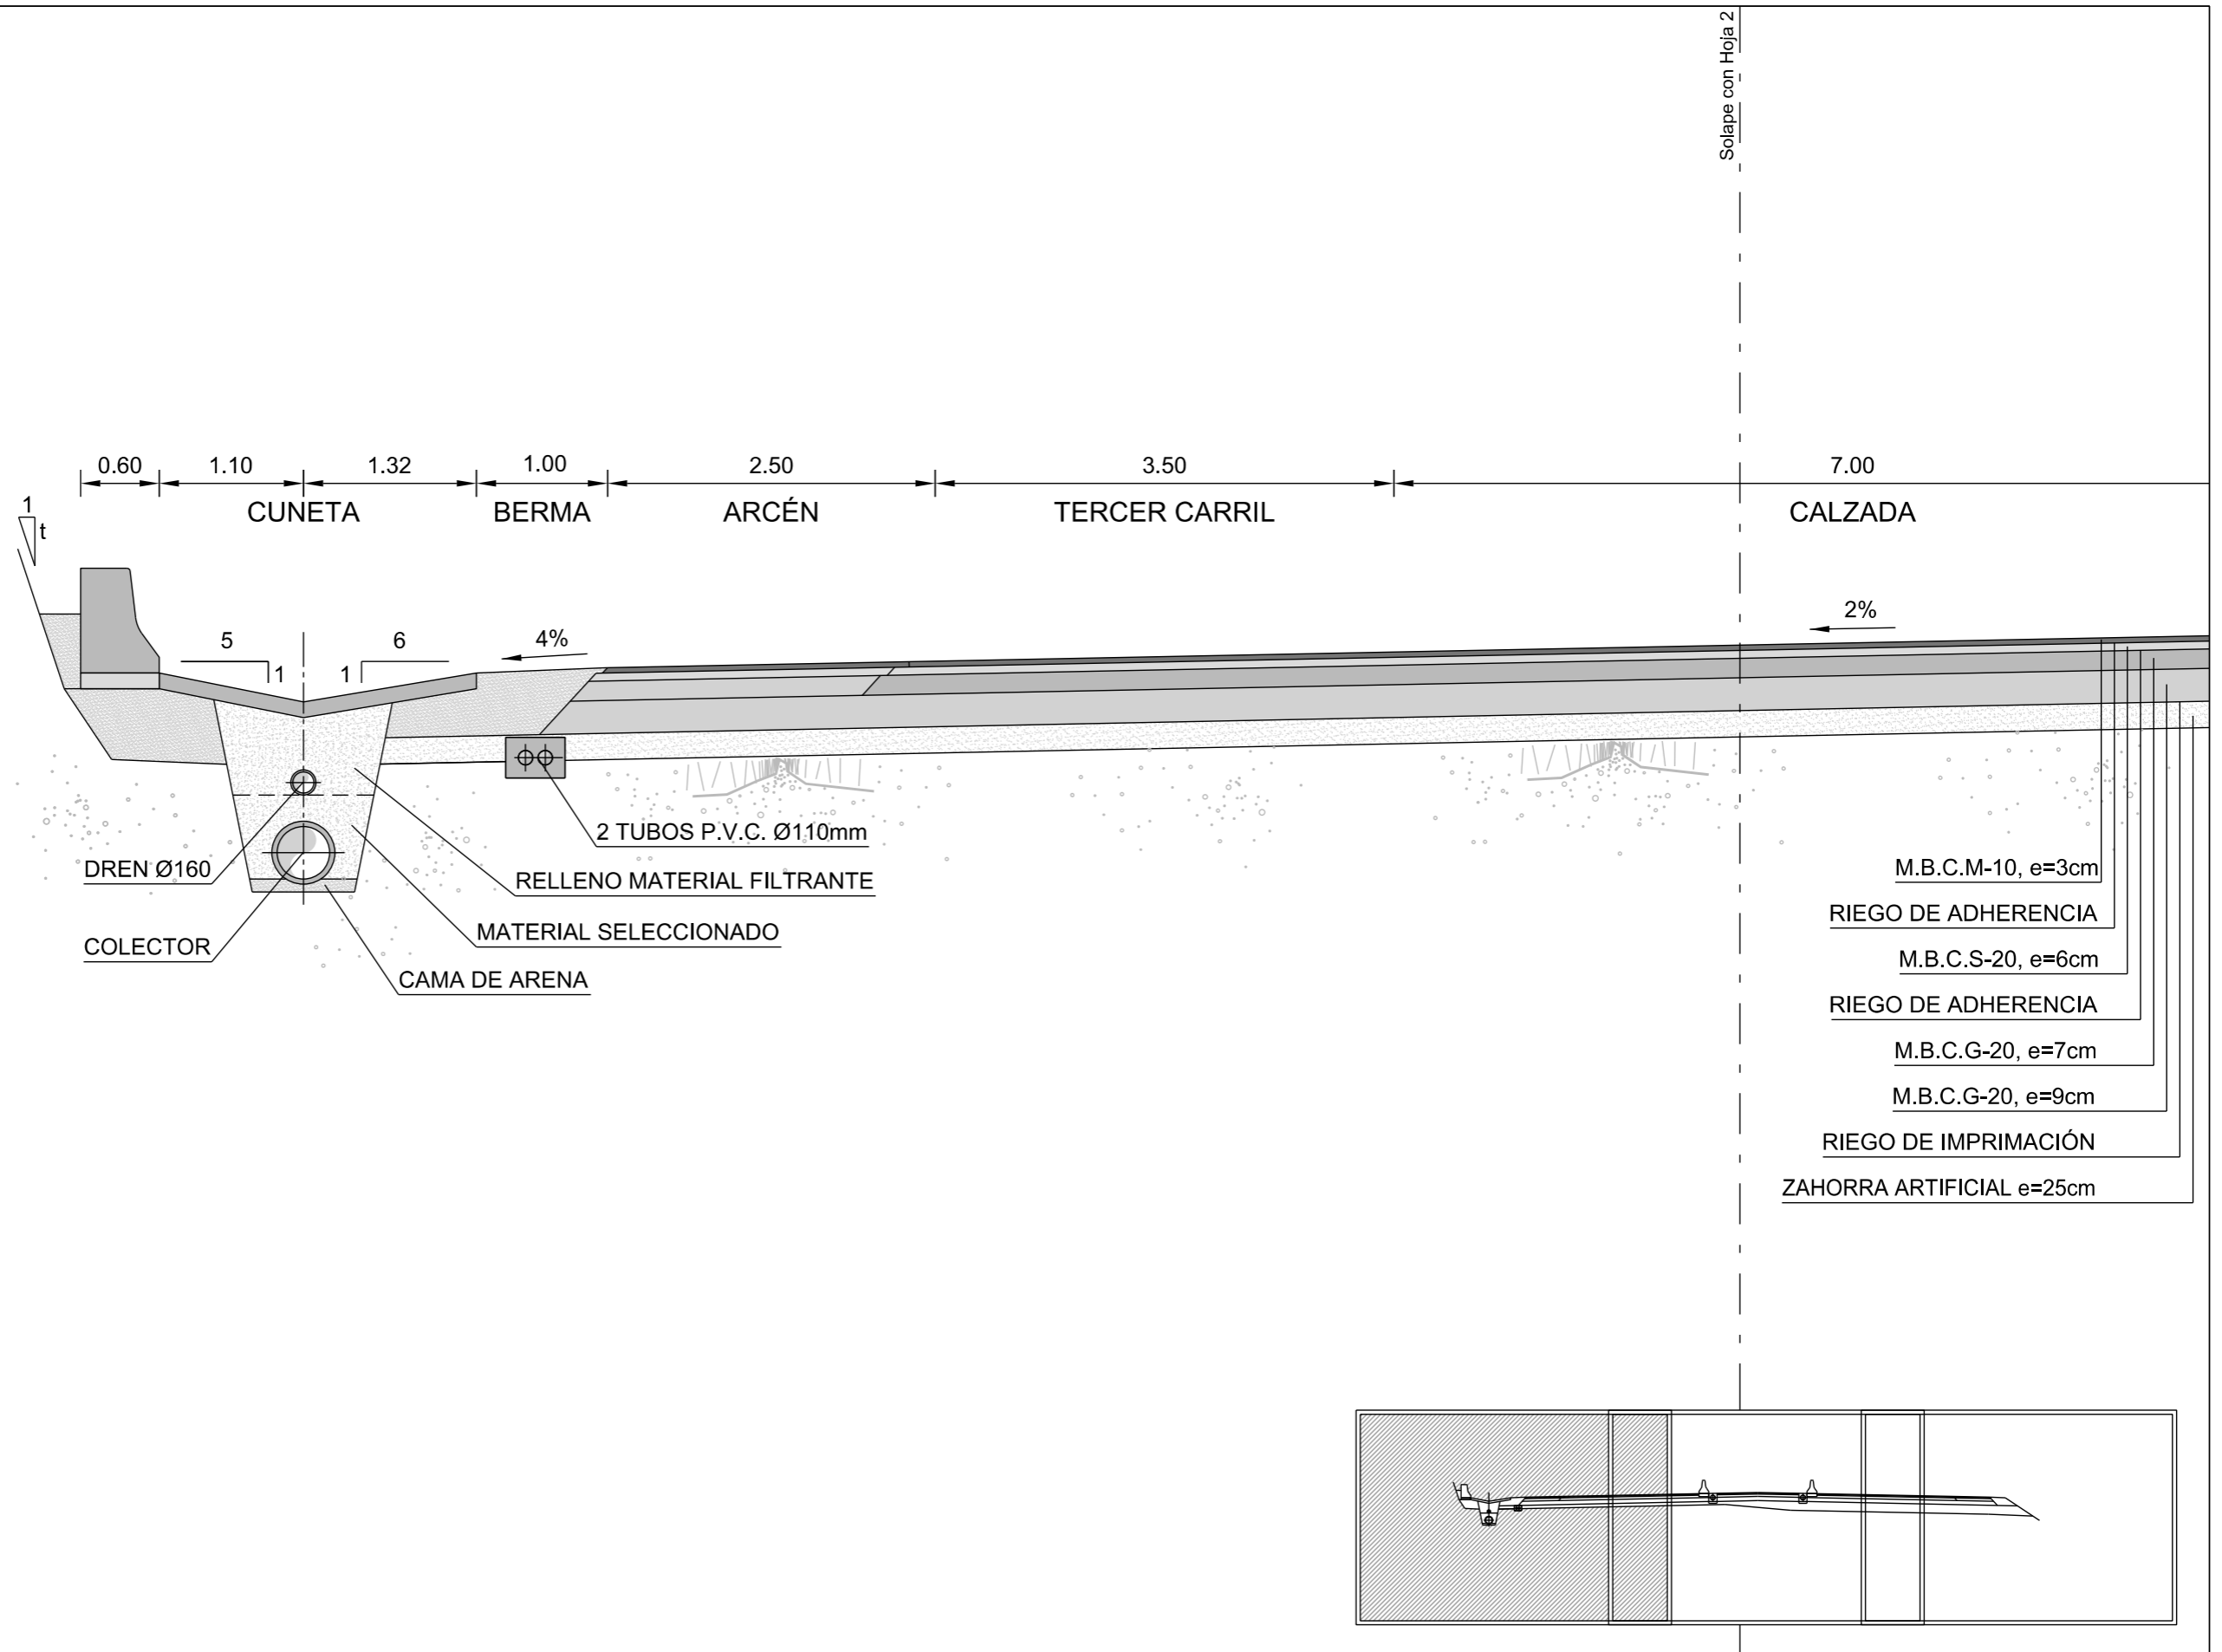 Solape con Hoja 2
0.60
1.10
1.32
1.00
2.50
3.50
7.00
CUNETA
BERMA
ARCÉN
TERCER CARRIL
CALZADA
1
t
5
1
1
6
4%
2%
2 TUBOS P.V.C. Ø110mm
DREN Ø160
RELLENO MATERIAL FILTRANTE
MATERIAL SELECCIONADO
COLECTOR
CAMA DE ARENA
M.B.C.M-10, e=3cm
RIEGO DE ADHERENCIA
M.B.C.S-20, e=6cm
RIEGO DE ADHERENCIA
M.B.C.G-20, e=7cm
M.B.C.G-20, e=9cm
RIEGO DE IMPRIMACIÓN
ZAHORRA ARTIFICIAL e=25cm